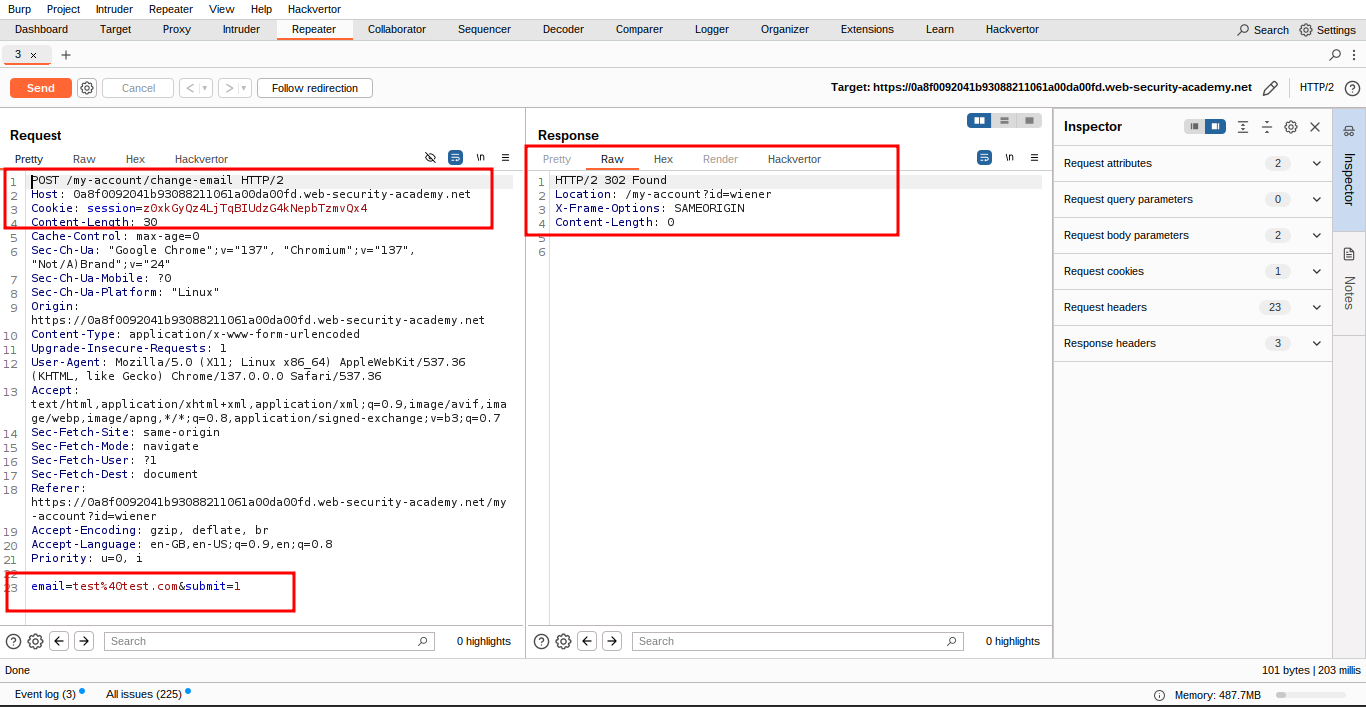 Burp Project Intruder Repeater View Help Hackvertor
Dashboard Target Proxy Intruder Repeater Collaborator Sequencer Decoder Comparer Logger Organizer Extensions Learn Hackvertor Search Settings
3 × +
Send Cancel < > Follow redirection Target: https://0a8f0092041b93088211061a00da00fd.web-security-academy.net HTTP/2
Request
Pretty Raw Hex Hackvertor \n
1 POST /my-account/change-email HTTP/2
2 Host: 0a8f0092041b93088211061a00da00fd.web-security-academy.net
3 Cookie: session=zOxkGyQz4LjTqBIUdzG4kNepbTzmvQx4
4 Content-Length: 30
5 Cache-Control: max-age=0
6 Sec-Ch-Ua: "Google Chrome";v="137", "Chromium";v="137",
"Not/A)Brand";v="24"
7 Sec-Ch-Ua-Mobile: ?0
8 Sec-Ch-Ua-Platform: "Linux"
9 Origin:
https://0a8f0092041b93088211061a00da00fd.web-security-academy.net
10 Content-Type: application/x-www-form-urlencoded
11 Upgrade-Insecure-Requests: 1
12 User-Agent: Mozilla/5.0 (X11; Linux x86_64) AppleWebKit/537.36
(KHTML, like Gecko) Chrome/137.0.0.0 Safari/537.36
13 Accept:
text/html,application/xhtml+xml,application/xml;q=0.9,image/avif,ima
ge/webp,image/apng,*/*;q=0.8,application/signed-exchange;v=b3;q=0.7
14 Sec-Fetch-Site: same-origin
15 Sec-Fetch-Mode: navigate
16 Sec-Fetch-User: ?1
17 Sec-Fetch-Dest: document
18 Referer:
https://0a8f0092041b93088211061a00da00fd.web-security-academy.net/my
-account?id=wiener
19 Accept-Encoding: gzip, deflate, br
20 Accept-Language: en-GB,en-US;q=0.9,en;q=0.8
21 Priority: u=0, i
22
23 email=test%40test.com&submit=1
Search 0 highlights
Response
Pretty Raw Hex Render Hackvertor \n
1 HTTP/2 302 Found
2 Location: /my-account?id=wiener
3 X-Frame-Options: SAMEORIGIN
4 Content-Length: 0
5
6
Search 0 highlights
Inspector
Request attributes 2
Request query parameters 0
Request body parameters 2
Request cookies 1
Request headers 23
Response headers 3
Inspector
Notes
Done 101 bytes | 203 millis
Event log (3) All issues (225) Memory: 487.7MB